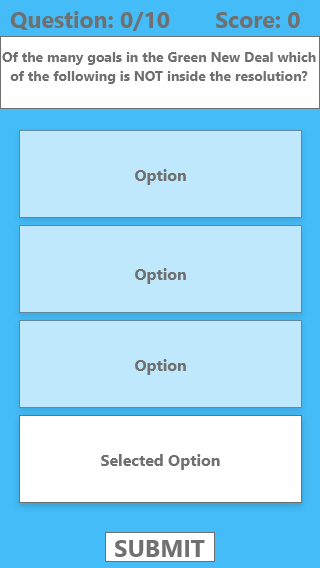 Question: 0/10 Score: 0
Of the many goals in the Green New Deal which
of the following is NOT inside the resolution?
Option
Option
Option
Selected Option
SUBMIT